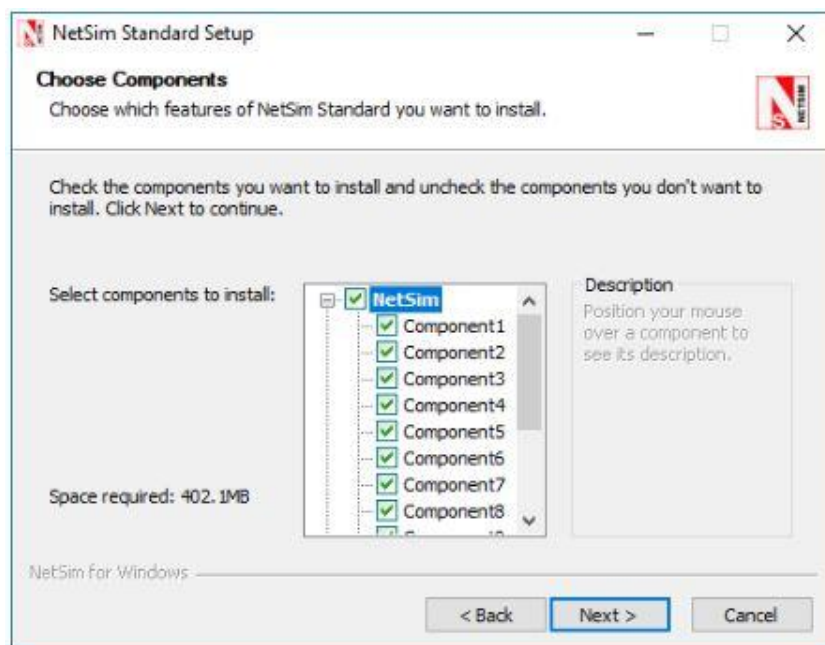 NetSim Standard Setup
Choose Components
Choose which features of NetSim Standard you want to install.
NETSIM
Check the components you want to install and uncheck the components you don't want to
install. Click Next to continue.
Select components to install:
NetSim
Component1
Component2
Component3
Component4
Component5
Component6
Component7
Component8
Description
Position your mouse
over a component to
see its description.
Space required: 402.1MB
NetSim for Windows
< Back
Next >
Cancel